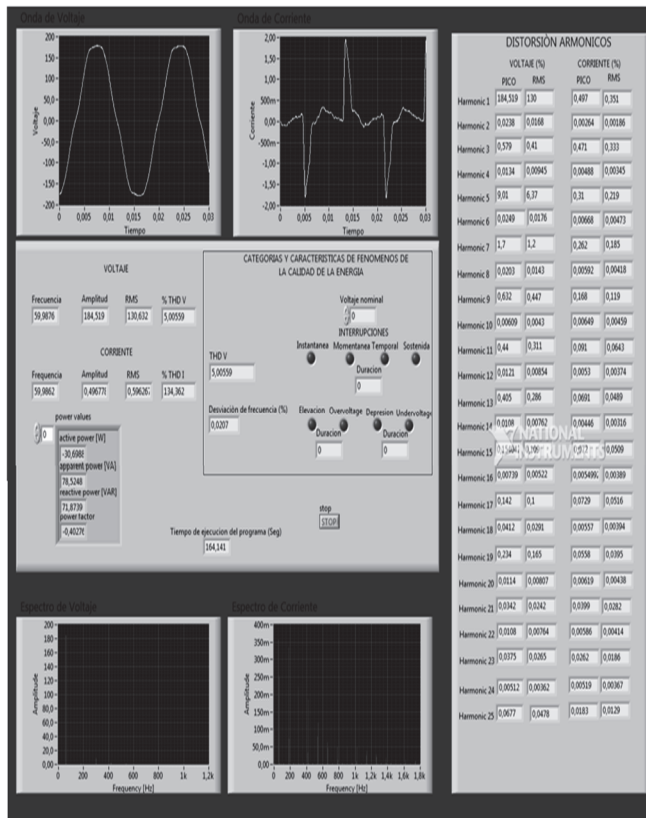 Onda de Voltaje
Onda de Corriente
Voltaje
200
150
100
50,0
0,00
-50,0
-100
-150
-200
0 0,005 0,01 0,015 0,02 0,025 0,03
Tiempo
Corriente
2,00
1,50
1,00
500m
0,00
-500m
-1,00
-1,50
-2,00
0 0,005 0,01 0,015 0,02 0,025 0,03
Tiempo
VOLTAJE
Frecuencia Amplitud RMS % THD V
59,9876 184,519 130,632 5,00559
CORRIENTE
Frequencia Amplitud RMS % THD I
59,9862 0,49677 0,59626 134,362
power values
0
active power [W]
-30,6988
apparent power [VA]
78,5248
reactive power [VAR]
71,8739
power factor
-0,40276
CATEGORIAS Y CARACTERISTICAS DE FENOMENOS DE
LA CALIDAD DE LA ENERGIA
Voltaje nominal
0
INTERRUPCIONES
Instantanea Momentanea Temporal Sostenida
Duracion
0
THD V
5,00559
Desviación de frecuencia (%)
0,0207
Elevacion Overvoltage Depresion Undervoltage
Duracion Duracion
0 0
stop
STOP
Tiempo de ejecucion del programa (Seg)
164,141
Espectro de Voltaje
Espectro de Corriente
Amplitude
200
180
160
140
120
100
80,0
60,0
40,0
20,0
0,00
0 200 400 600 800 1k 1,2k
Frequency [Hz]
Amplitude
400m
350m
300m
250m
200m
150m
100m
50,0m
0,00
0 200 400 600 800 1k 1,2k 1,4k 1,6k 1,8k
Frequency [Hz]
DISTORSIÒN ARMONICOS
VOLTAJE (%) CORRIENTE (%)
PICO RMS PICO RMS
Harmonic 1 184,519 130 0,497 0,351
Harmonic 2 0,0238 0,0168 0,00264 0,00186
Harmonic 3 0,579 0,41 0,471 0,333
Harmonic 4 0,0134 0,00945 0,00488 0,00345
Harmonic 5 9,01 6,37 0,31 0,219
Harmonic 6 0,0249 0,0176 0,00668 0,00473
Harmonic 7 1,7 1,2 0,262 0,185
Harmonic 8 0,0203 0,0143 0,00592 0,00418
Harmonic 9 0,632 0,447 0,168 0,119
Harmonic 10 0,00609 0,0043 0,00649 0,00459
Harmonic 11 0,44 0,311 0,091 0,0643
Harmonic 12 0,0121 0,00854 0,0053 0,00374
Harmonic 13 0,405 0,286 0,0691 0,0489
Harmonic 14 0,0108 0,00762 0,00446 0,00316
NATIONAL
INSTRUMENTS
Harmonic 15 0,0509
Harmonic 16 0,00739 0,00522 0,005499 0,00389
Harmonic 17 0,142 0,1 0,0729 0,0516
Harmonic 18 0,0412 0,0291 0,00557 0,00394
Harmonic 19 0,234 0,165 0,0558 0,0395
Harmonic 20 0,0114 0,00807 0,00619 0,00438
Harmonic 21 0,0342 0,0242 0,0399 0,0282
Harmonic 22 0,0108 0,00764 0,00586 0,00414
Harmonic 23 0,0375 0,0265 0,0262 0,0186
Harmonic 24 0,00512 0,00362 0,00519 0,00367
Harmonic 25 0,0677 0,0478 0,0183 0,0129